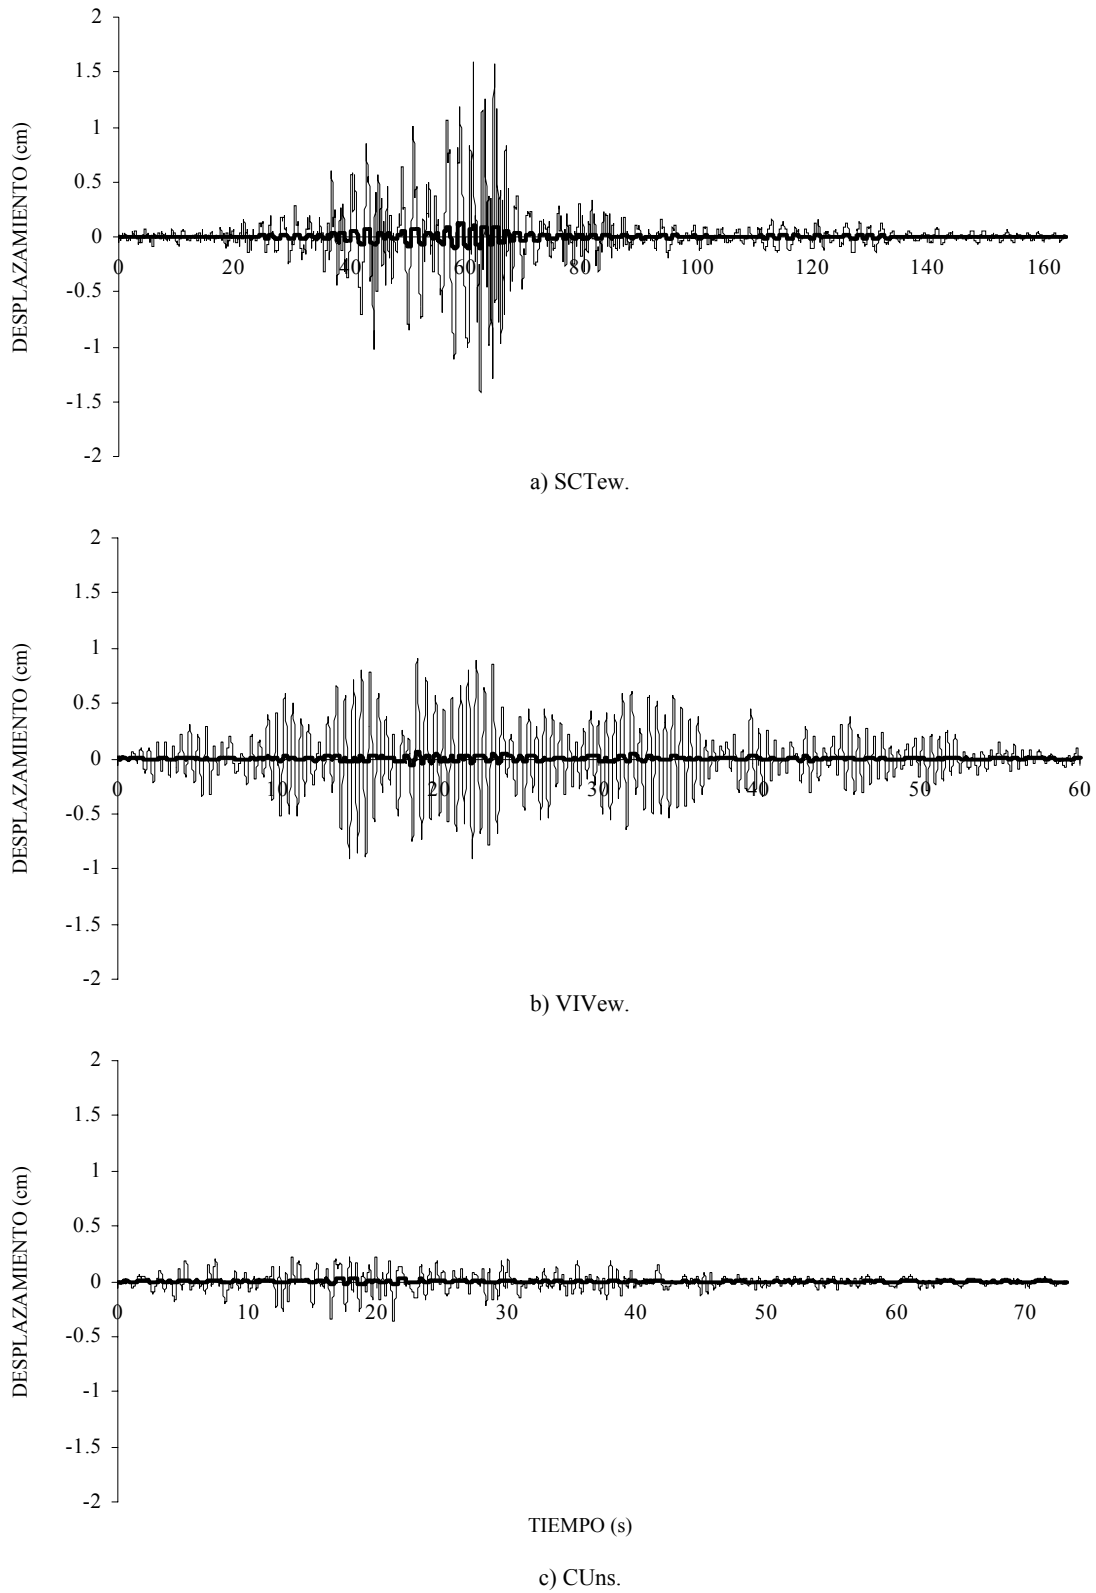 2
1.5
1
0.5
0
-0.5
-1
-1.5
-2
DESPLAZAMIENTO (cm)
0 20 40 60 80 100 120 140 160
a) SCTew.
2
1.5
1
0.5
0
-0.5
-1
-1.5
-2
DESPLAZAMIENTO (cm)
0 10 20 30 40 50 60
b) VIVew.
2
1.5
1
0.5
0
-0.5
-1
-1.5
-2
DESPLAZAMIENTO (cm)
0 10 20 30 40 50 60 70
TIEMPO (s)
c) CUns.